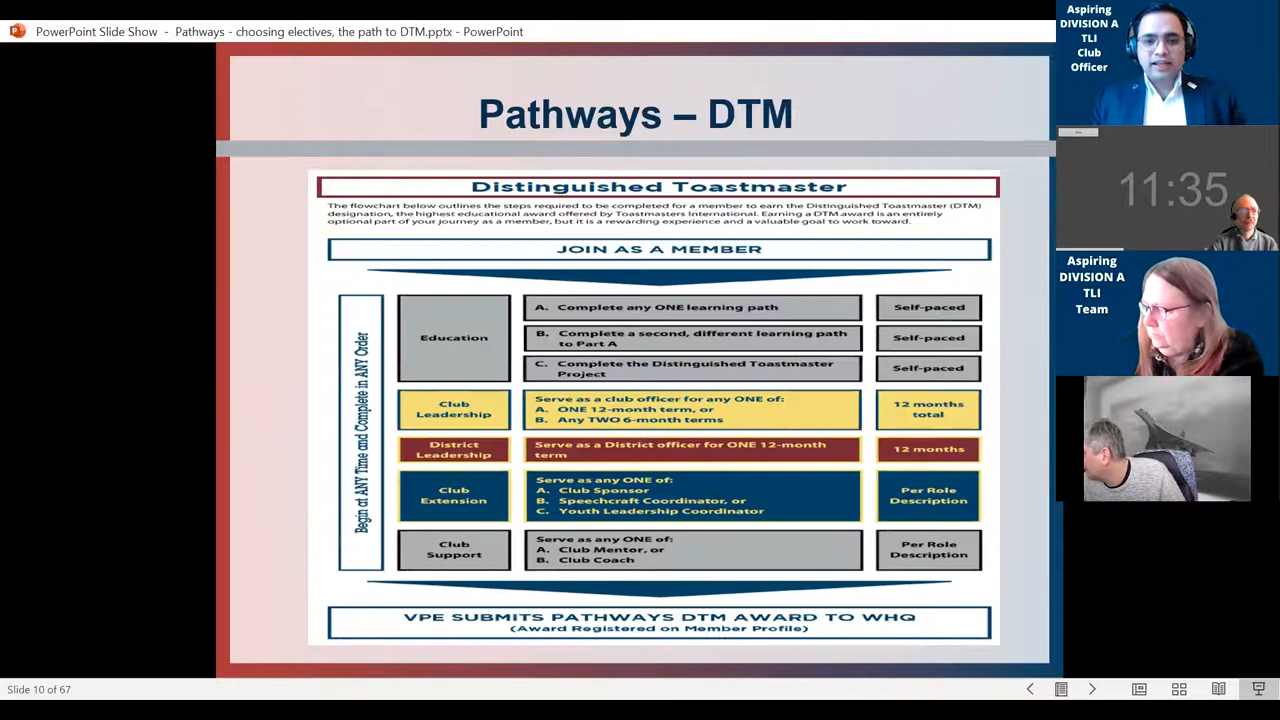 PowerPoint Slide Show - Pathways - choosing electives, the path to DTM.pptx - PowerPoint
Pathways – DTM
Distinguished Toastmaster
The flowchart below outlines the steps required to be completed for a member to earn the Distinguished Toastmaster (DTM)
designation, the highest educational award offered by Toastmasters International. Earning a DTM award is an entirely
optional part of your journey as a member, but it is a rewarding experience and a valuable goal to work toward.
JOIN AS A MEMBER
Begin at ANY Time and Complete in ANY Order
Education
A. Complete any ONE learning path
Self-paced
B. Complete a second, different learning path
to Part A
Self-paced
C. Complete the Distinguished Toastmaster
Project
Self-paced
Club
Leadership
Serve as a club officer for any ONE of:
A. ONE 12-month term, or
B. Any TWO 6-month terms
12 months
total
District
Leadership
Serve as a District officer for ONE 12-month
term
12 months
Club
Extension
Serve as any ONE of:
A. Club Sponsor
B. Speechcraft Coordinator, or
C. Youth Leadership Coordinator
Per Role
Description
Club
Support
Serve as any ONE of:
A. Club Mentor, or
B. Club Coach
Per Role
Description
VPE SUBMITS PATHWAYS DTM AWARD TO WHQ
(Award Registered on Member Profile)
Slide 10 of 67
Aspiring
DIVISION A
TLI
Club
Officer
11:35
Aspiring
DIVISION A
TLI
Team